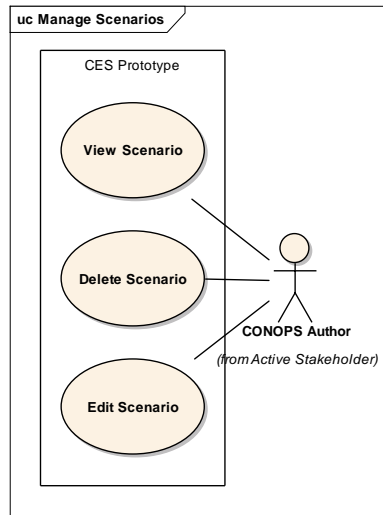 uc Manage Scenarios
CES Prototype
View Scenario
Delete Scenario
CONOPS Author
(from Active Stakeholder)
Edit Scenario